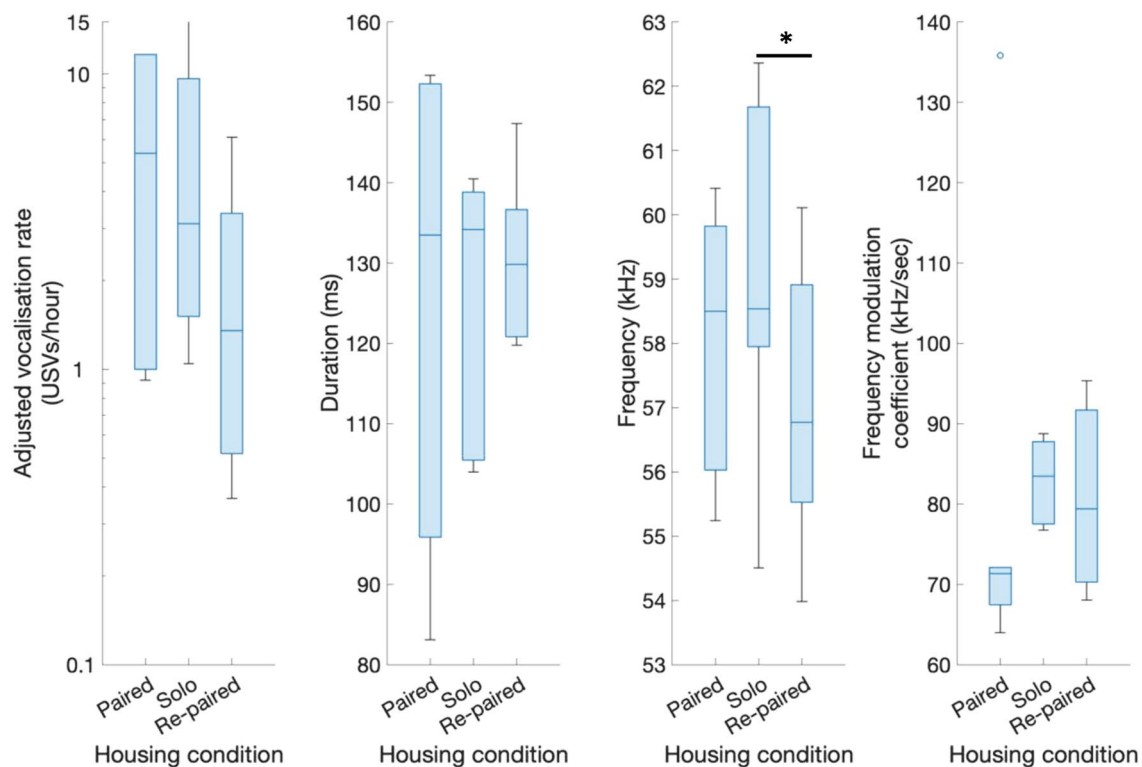 Adjusted vocalisation rate
(USVs/hour)
15
10
1
0.1
Paired
Solo
Re-paired
Housing condition
Duration (ms)
160
150
140
130
120
110
100
90
80
Paired
Solo
Re-paired
Housing condition
Frequency (kHz)
63
62
61
60
59
58
57
56
55
54
53
*
Paired
Solo
Re-paired
Housing condition
Frequency modulation
coefficient (kHz/sec)
140
130
120
110
100
90
80
70
60
Paired
Solo
Re-paired
Housing condition